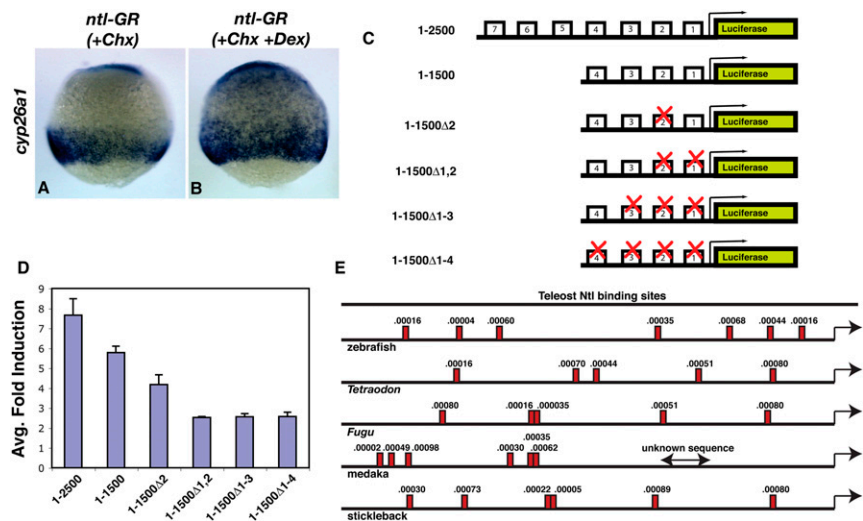 ntl-GR
(+Chx)
ntl-GR
(+Chx +Dex)
cyp26a1
A
B
C
1-2500
7 6 5 4 3 2 1 Luciferase
1-1500
4 3 2 1 Luciferase
1-1500Δ2
4 3 2 1 Luciferase
1-1500Δ1,2
4 3 2 1 Luciferase
1-1500Δ1-3
4 3 2 1 Luciferase
1-1500Δ1-4
4 3 2 1 Luciferase
D
Avg. Fold Induction
9
8
7
6
5
4
3
2
1
0
1-2500
1-1500
1-1500Δ2
1-1500Δ1,2
1-1500Δ1-3
1-1500Δ1-4
E
Teleost Ntl binding sites
.00016 .00004 .00060 .00035 .00068 .00044 .00016
zebrafish
.00016 .00070 .00044 .00051 .00080
Tetraodon
.00080 .00016 .000035 .00051 .00080
Fugu
.00035
.00002 .00049 .00098 .00030 .00062 unknown sequence
medaka
.00030 .00073 .00022 .00005 .00089 .00080
stickleback